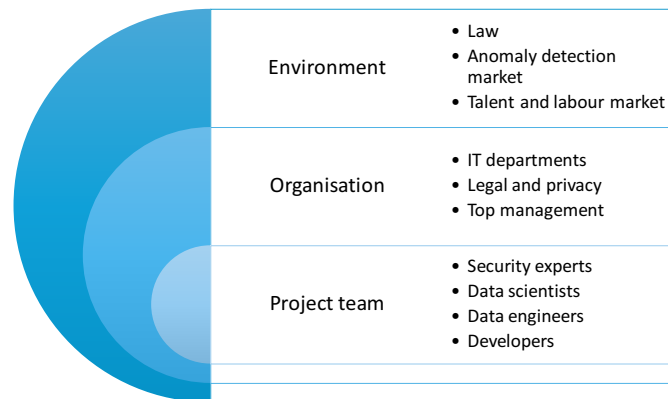 Environment
• Law
• Anomaly detection
market
• Talent and labour market
Organisation
• IT departments
• Legal and privacy
• Top management
Project team
• Security experts
• Data scientists
• Data engineers
• Developers